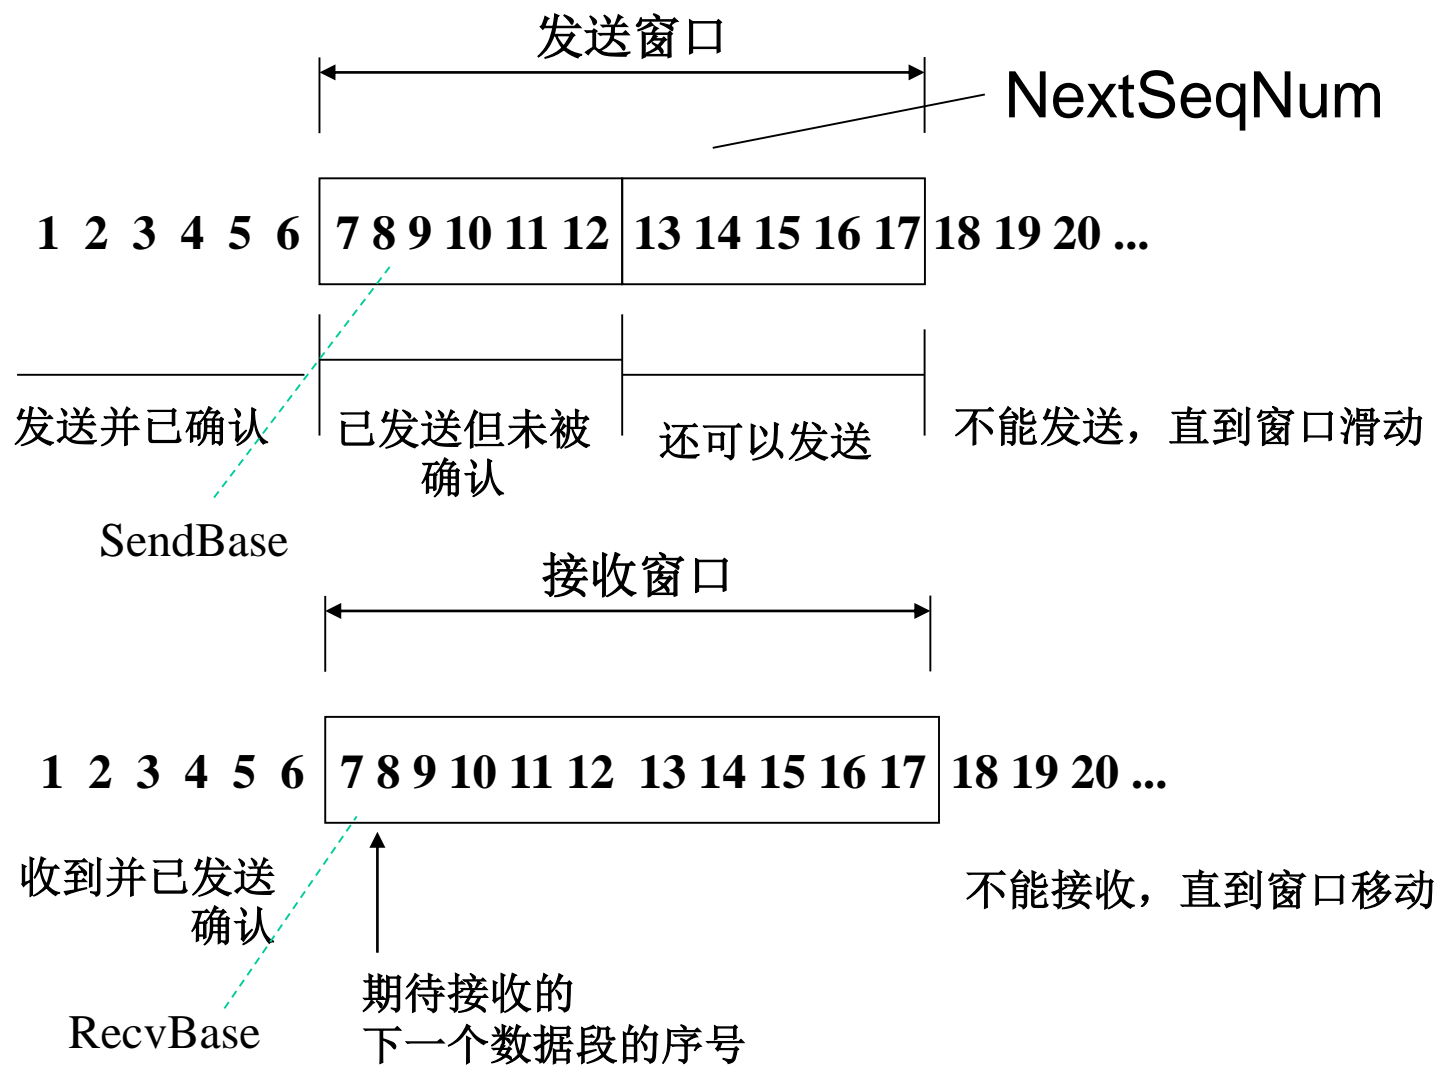 发送窗口
NextSeqNum
1 2 3 4 5 6 7 8 9 10 11 12 13 14 15 16 17 18 19 20 ...
发送并已确认
已发送但未被
确认
还可以发送
不能发送，直到窗口滑动
SendBase
接收窗口
1 2 3 4 5 6 7 8 9 10 11 12 13 14 15 16 17 18 19 20 ...
收到并已发送
确认
不能接收，直到窗口移动
期待接收的
下一个数据段的序号
RecvBase